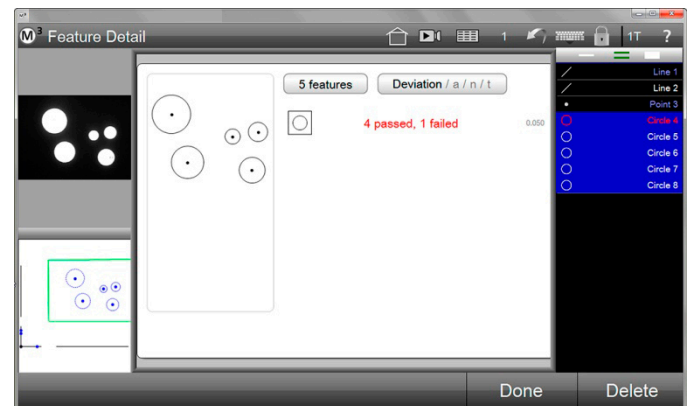 M3 Feature Detail
1
1T
?
5 features
Deviation / a / n / t
4 passed, 1 failed
0.050
Line 1
Line 2
Point 3
Circle 4
Circle 5
Circle 6
Circle 7
Circle 8
Done
Delete